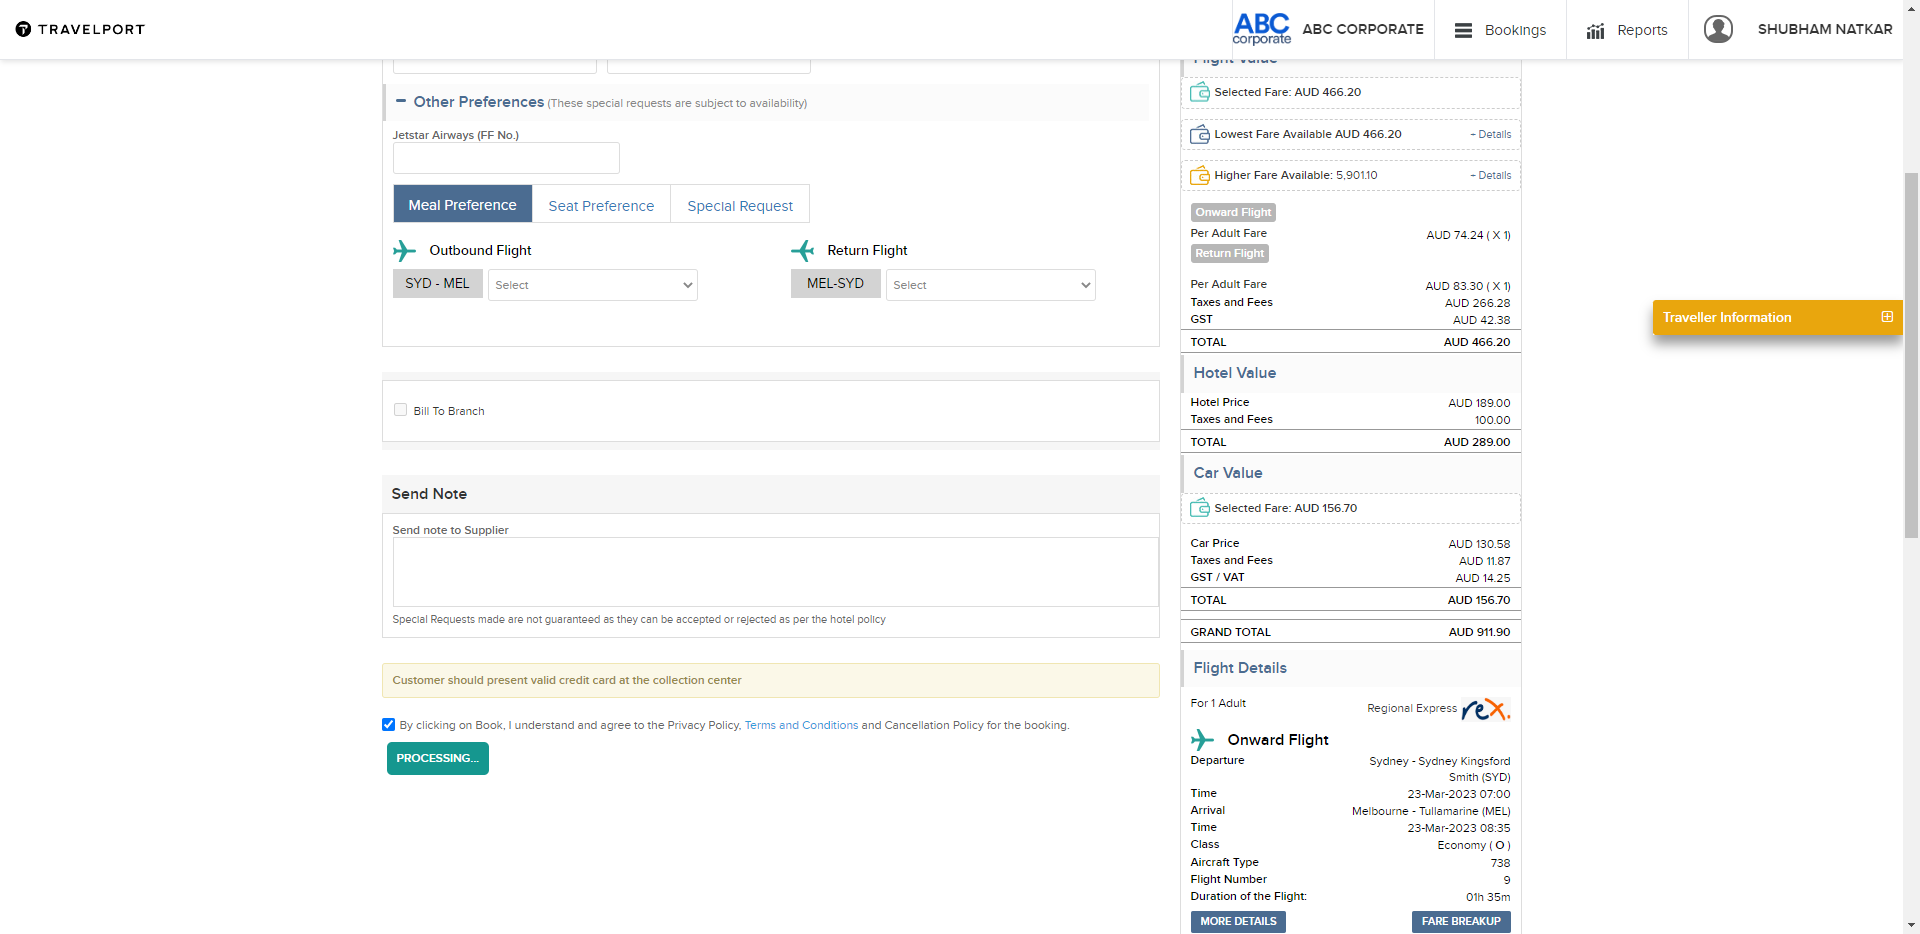 TRAVELPORT
ABC
corporate
ABC CORPORATE
Bookings
Reports
SHUBHAM NATKAR
Other Preferences (These special requests are subject to availability)
Jetstar Airways (FF No.)
Meal Preference
Seat Preference
Special Request
Outbound Flight
Return Flight
SYD - MEL
Select
MEL-SYD
Select
Bill To Branch
Send Note
Send note to Supplier
Special Requests made are not guaranteed as they can be accepted or rejected as per the hotel policy
Customer should present valid credit card at the collection center
By clicking on Book, I understand and agree to the Privacy Policy, Terms and Conditions and Cancellation Policy for the booking.
PROCESSING...
Flight Value
Selected Fare: AUD 466.20
Lowest Fare Available AUD 466.20 + Details
Higher Fare Available: 5,901.10 + Details
Onward Flight
Per Adult Fare AUD 74.24 ( X 1)
Return Flight
Per Adult Fare AUD 83.30 ( X 1)
Taxes and Fees AUD 266.28
GST AUD 42.38
TOTAL AUD 466.20
Hotel Value
Hotel Price AUD 189.00
Taxes and Fees 100.00
TOTAL AUD 289.00
Car Value
Selected Fare: AUD 156.70
Car Price AUD 130.58
Taxes and Fees AUD 11.87
GST / VAT AUD 14.25
TOTAL AUD 156.70
GRAND TOTAL AUD 911.90
Flight Details
For 1 Adult
Regional Express rex.
Onward Flight
Departure Sydney - Sydney Kingsford
Smith (SYD)
Time 23-Mar-2023 07:00
Arrival Melbourne - Tullamarine (MEL)
Time 23-Mar-2023 08:35
Class Economy ( O )
Aircraft Type 738
Flight Number 9
Duration of the Flight: 01h 35m
MORE DETAILS
FARE BREAKUP
Traveller Information